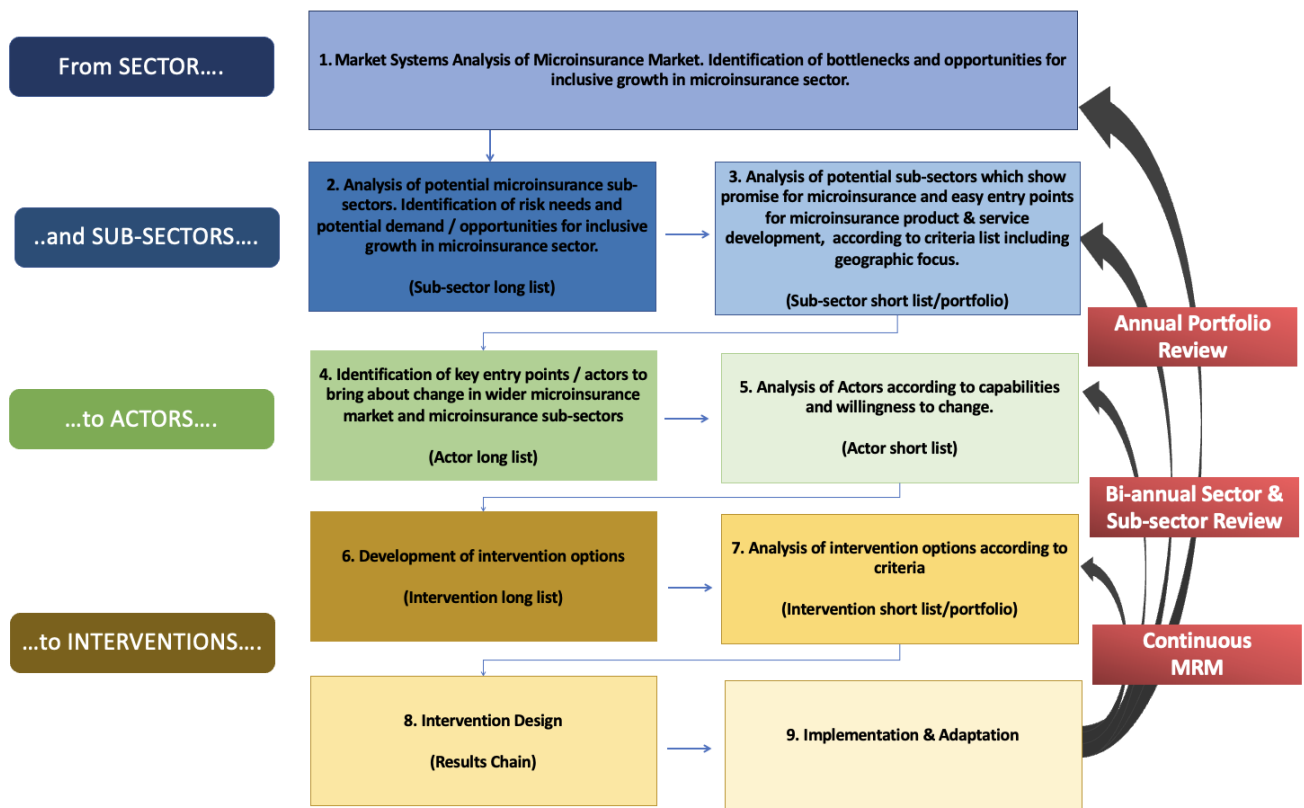 From SECTOR….
1. Market Systems Analysis of Microinsurance Market. Identification of bottlenecks and opportunities for
inclusive growth in microinsurance sector.
..and SUB-SECTORS….
2. Analysis of potential microinsurance sub-
sectors. Identification of risk needs and
potential demand / opportunities for inclusive
growth in microinsurance sector.
(Sub-sector long list)
3. Analysis of potential sub-sectors which show
promise for microinsurance and easy entry points
for microinsurance product & service
development, according to criteria list including
geographic focus.
(Sub-sector short list/portfolio)
Annual Portfolio
Review
…to ACTORS….
4. Identification of key entry points / actors to
bring about change in wider microinsurance
market and microinsurance sub-sectors
(Actor long list)
5. Analysis of Actors according to capabilities
and willingness to change.
(Actor short list)
Bi-annual Sector &
Sub-sector Review
6. Development of intervention options
(Intervention long list)
7. Analysis of intervention options according to
criteria
(Intervention short list/portfolio)
…to INTERVENTIONS….
Continuous
MRM
8. Intervention Design
(Results Chain)
9. Implementation & Adaptation